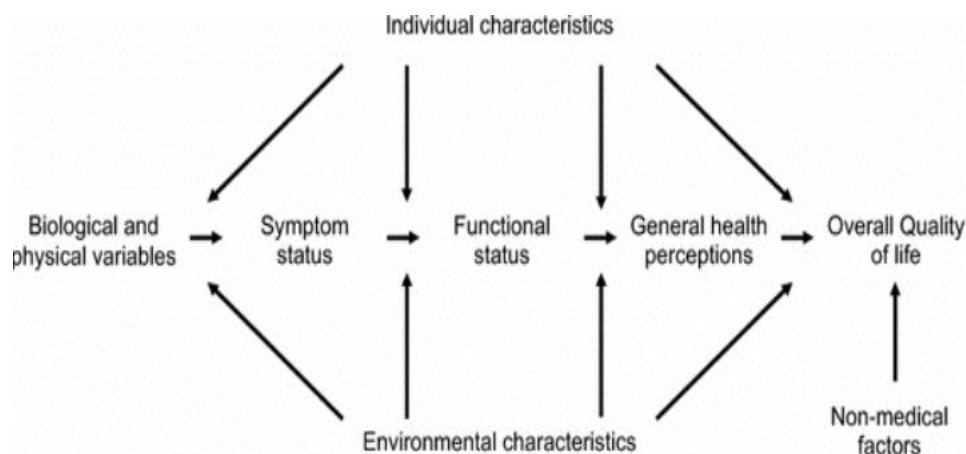 Individual characteristics
Biological and
physical variables
Symptom
status
Functional
status
General health
perceptions
Overall Quality
of life
Non-medical
factors
Environmental characteristics